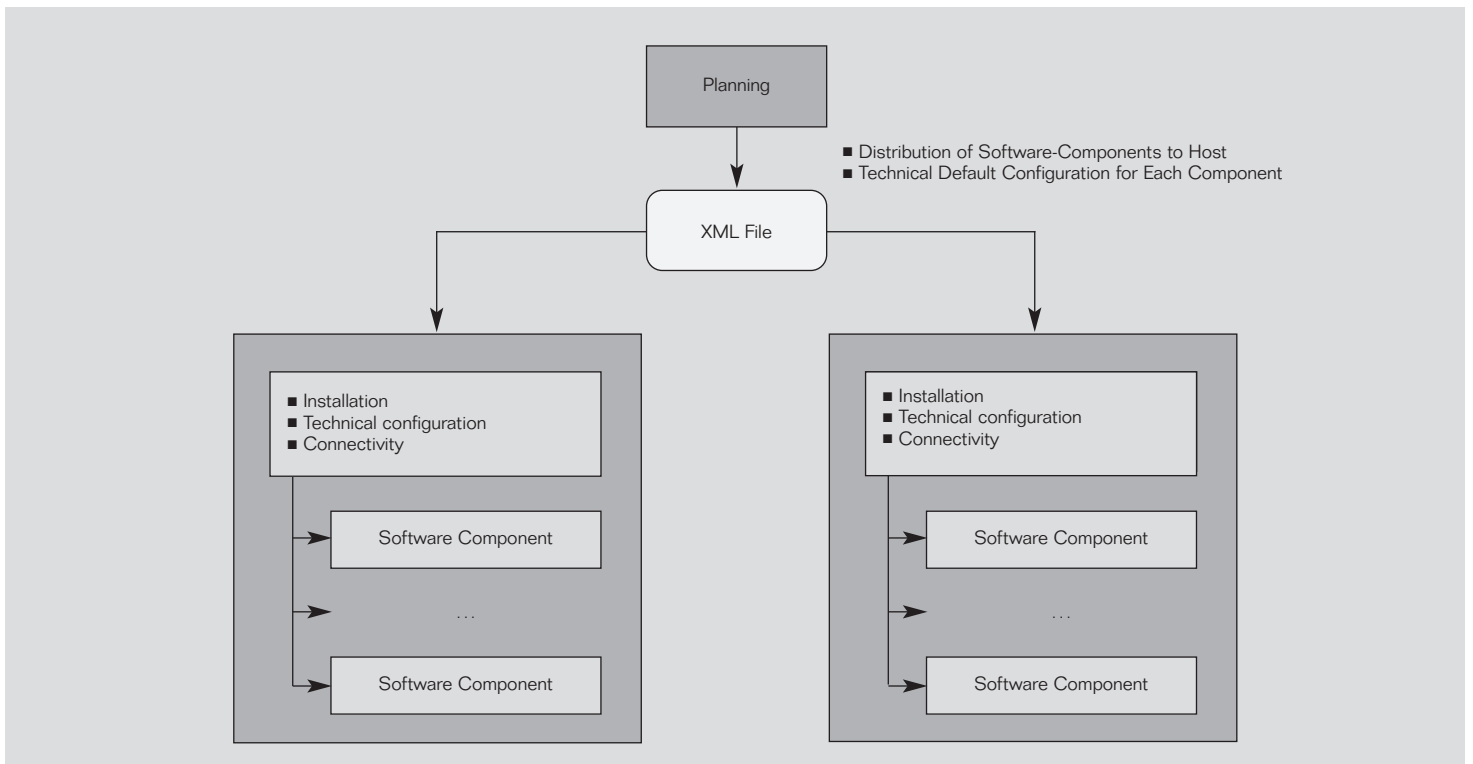 Planning
■ Distribution of Software-Components to Host
■ Technical Default Configuration for Each Component
XML File
■ Installation
■ Technical configuration
■ Connectivity
Software Component
...
Software Component
■ Installation
■ Technical configuration
■ Connectivity
Software Component
...
Software Component